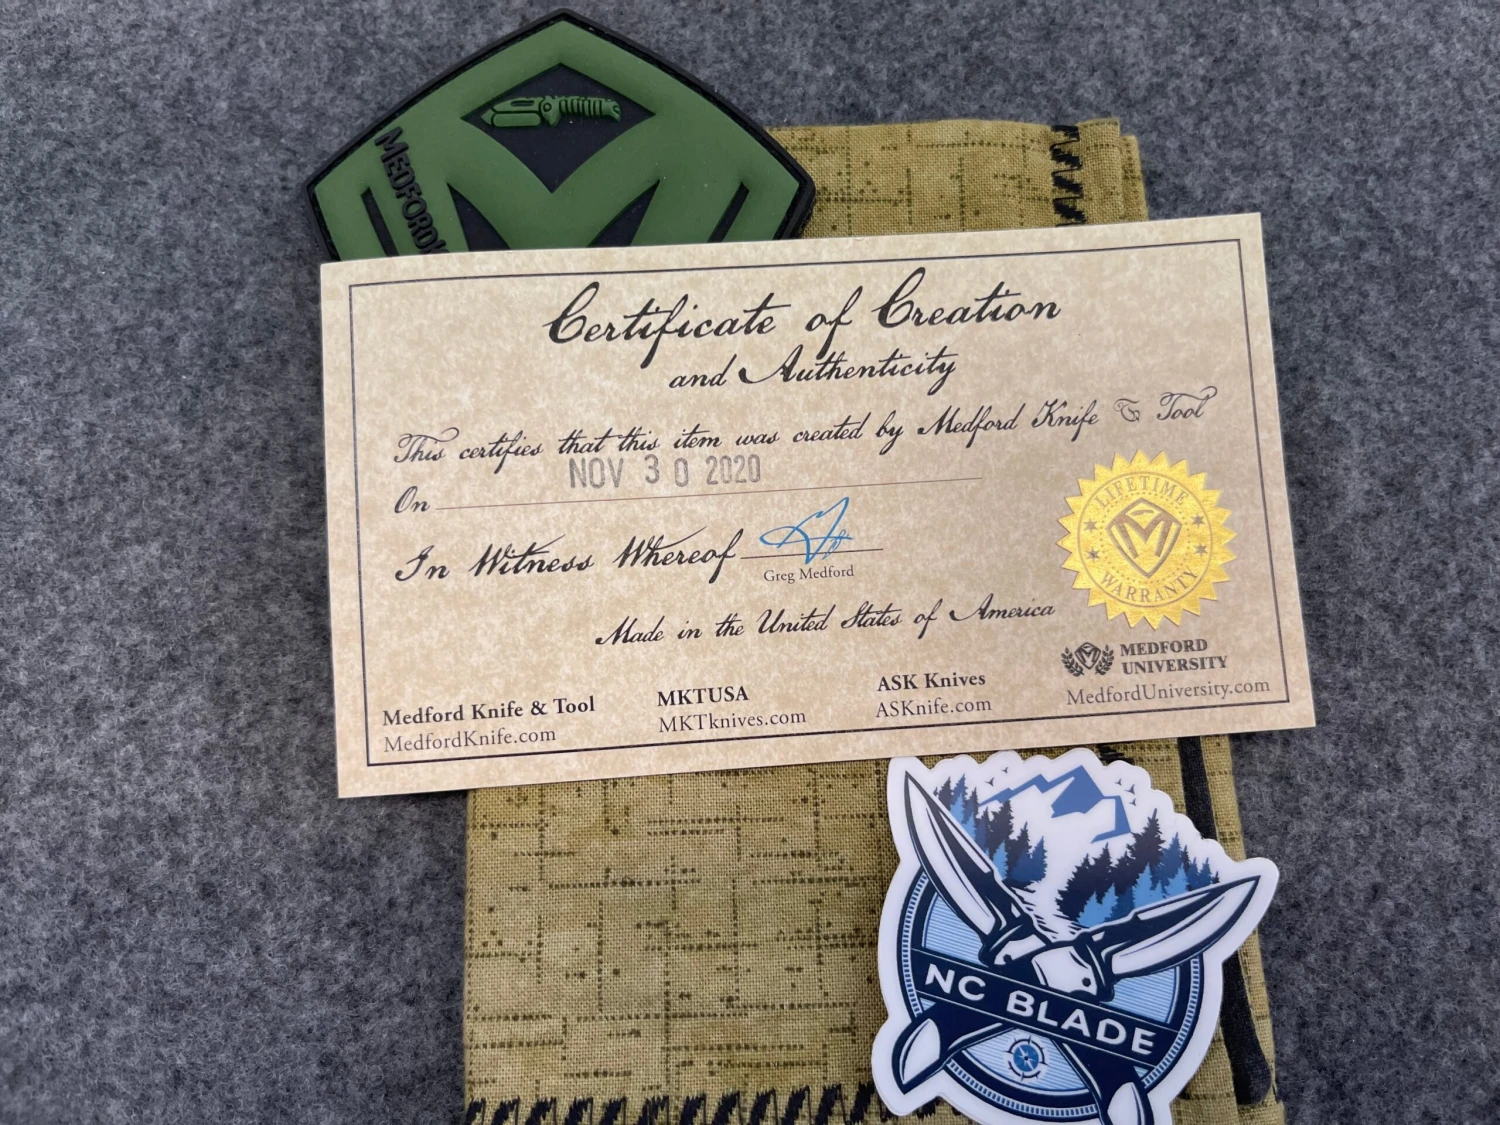 MEDFORD
Certificate of Creation
and Authenticity
This certifies that this item was created by Medford Knife & Tool
NOV 30 2020
On
LIFETIME
WARRANTY
In Witness Whereof
Greg Medford
Made in the United States of America
MEDFORD
UNIVERSITY
MedfordUniversity.com
Medford Knife & Tool
MedfordKnife.com
MKTUSA
MKTknives.com
ASK Knives
ASKnife.com
NC BLADE